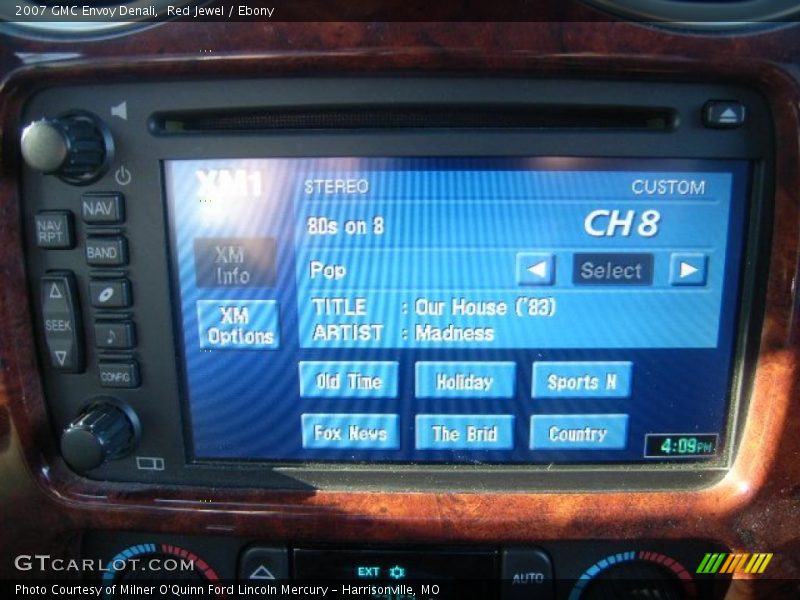 2007 GMC Envoy Denali,  Red Jewel / Ebony
XM1
STEREO
CUSTOM
80s on 8
CH 8
NAV
NAV RPT
BAND
XM Info
Pop
Select
XM Options
TITLE : Our House ('83)
ARTIST : Madness
SEEK
CONFIG
Old Time
Holiday
Sports N
Fox News
The Brid
Country
4:09 PM
EXT
AUTO
GTCARLOT.COM
Photo Courtesy of Milner O'Quinn Ford Lincoln Mercury - Harrisonville, MO